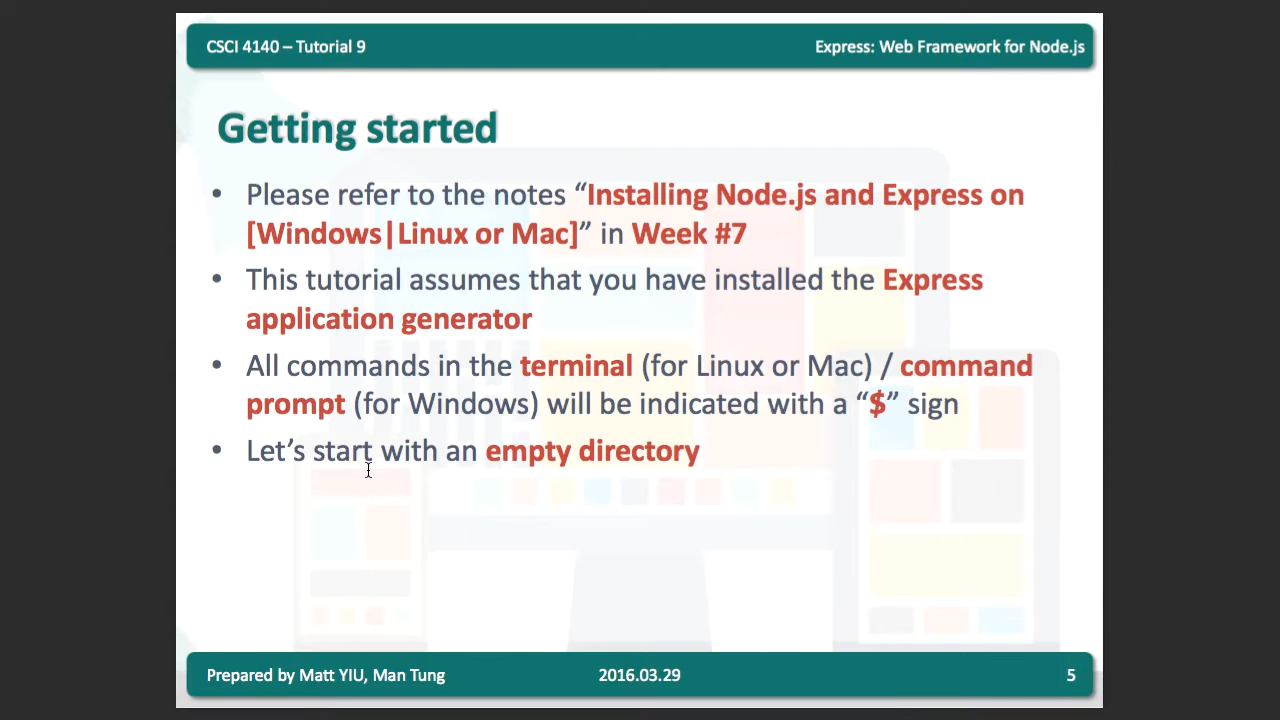 CSCI 4140 – Tutorial 9
Express: Web Framework for Node.js
Getting started
• Please refer to the notes “Installing Node.js and Express on
[Windows|Linux or Mac]” in Week #7
• This tutorial assumes that you have installed the Express
application generator
• All commands in the terminal (for Linux or Mac) / command
prompt (for Windows) will be indicated with a “$” sign
• Let’s start with an empty directory
Prepared by Matt YIU, Man Tung
2016.03.29
5